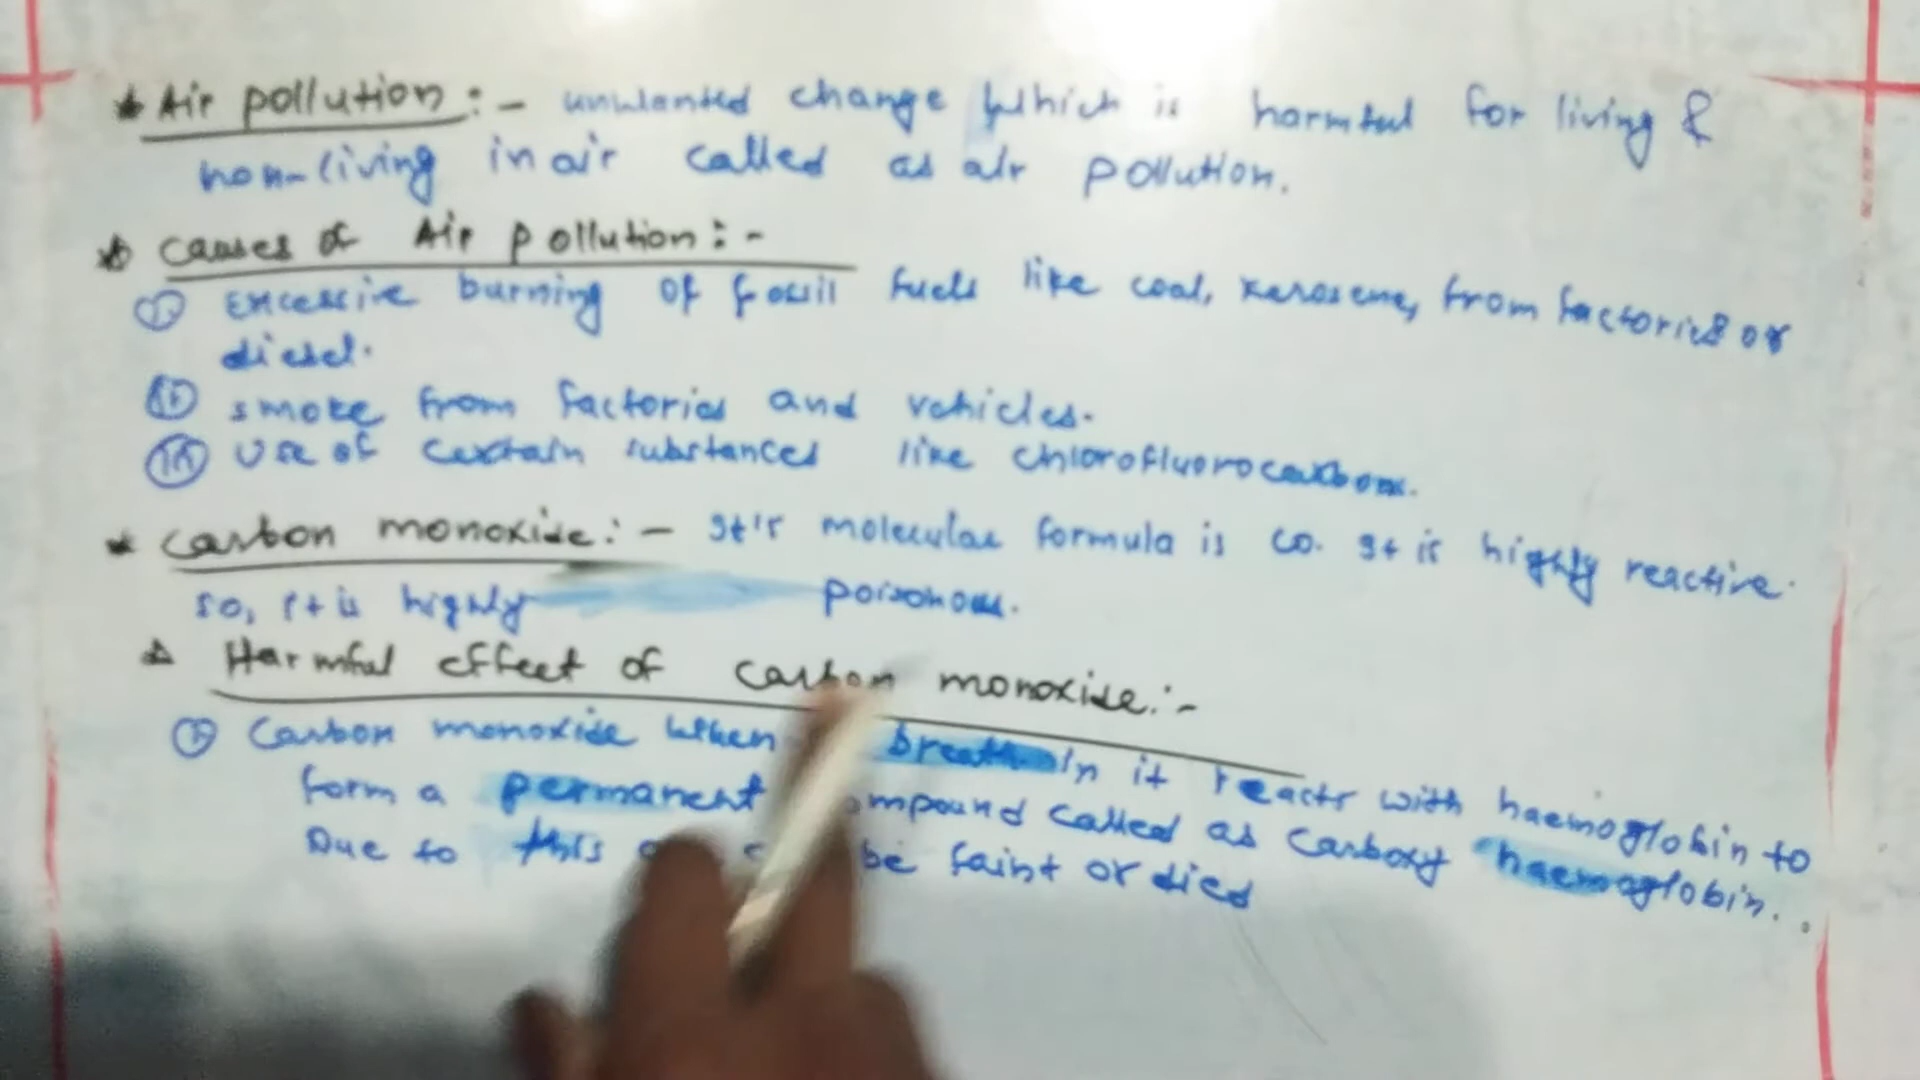 * Air pollution :- unwanted change which is harmful for living &
non-living in air called as air pollution.
* Causes of Air pollution :-
(i) Excessive burning of fossil fuels like coal, kerosene, from factories or
diesel.
(ii) smoke from factories and vehicles.
(iii) Use of certain substances like chlorofluorocarbon.
* Carbon monoxide :- It's molecular formula is CO. It is highly reactive.
so, it is highly poisonous.
Harmful effect of carbon monoxide :-
(i) Carbon monoxide when breath in it reacts with haemoglobin to
form a permanent compound called as Carboxy haemoglobin.
Due to this be faint or died